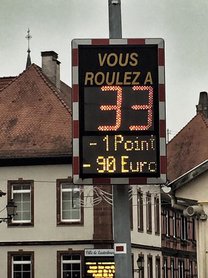 VOUS
ROULEZ A
33
-1 Point
-90 Euro